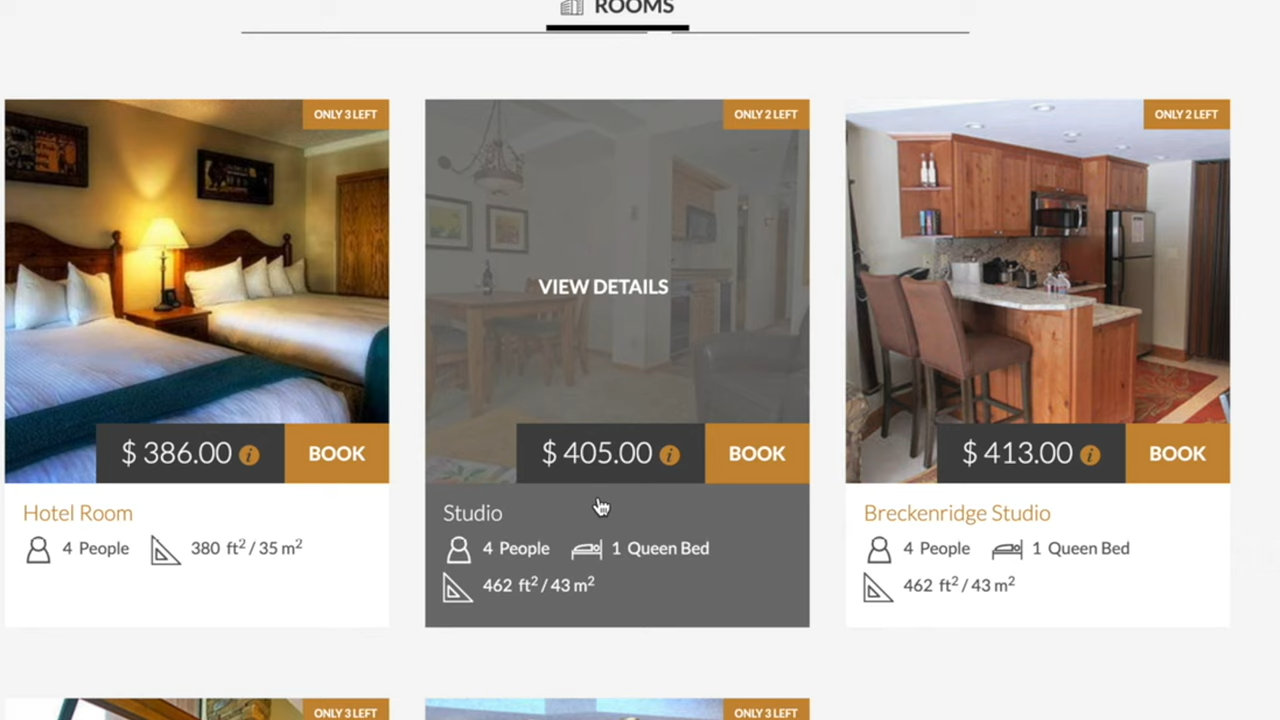 ROOMS
ONLY 3 LEFT
$ 386.00 i BOOK
Hotel Room
4 People 380 ft² / 35 m²
ONLY 2 LEFT
VIEW DETAILS
$ 405.00 i BOOK
Studio
4 People 1 Queen Bed
462 ft² / 43 m²
ONLY 2 LEFT
$ 413.00 i BOOK
Breckenridge Studio
4 People 1 Queen Bed
462 ft² / 43 m²
ONLY 3 LEFT
ONLY 3 LEFT